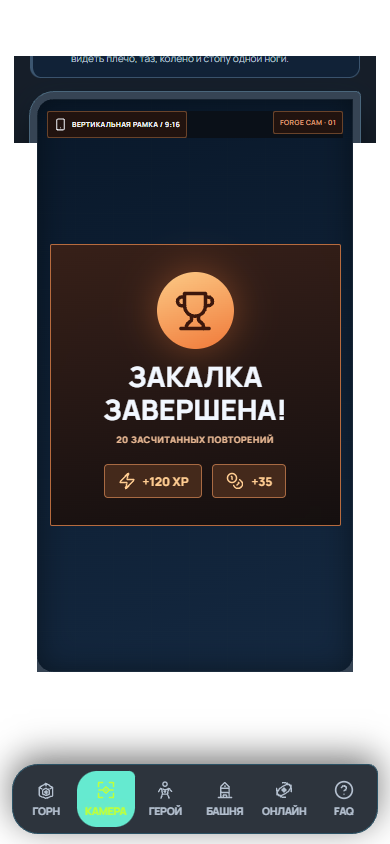 видеть плечо, таз, колено и стопу одной ноги.
ВЕРТИКАЛЬНАЯ РАМКА / 9:16
FORGE CAM · 01
ЗАКАЛКА
ЗАВЕРШЕНА!
20 ЗАСЧИТАННЫХ ПОВТОРЕНИЙ
+120 XP
+35
ГОРН
КАМЕРА
ГЕРОЙ
БАШНЯ
ОНЛАЙН
FAQ